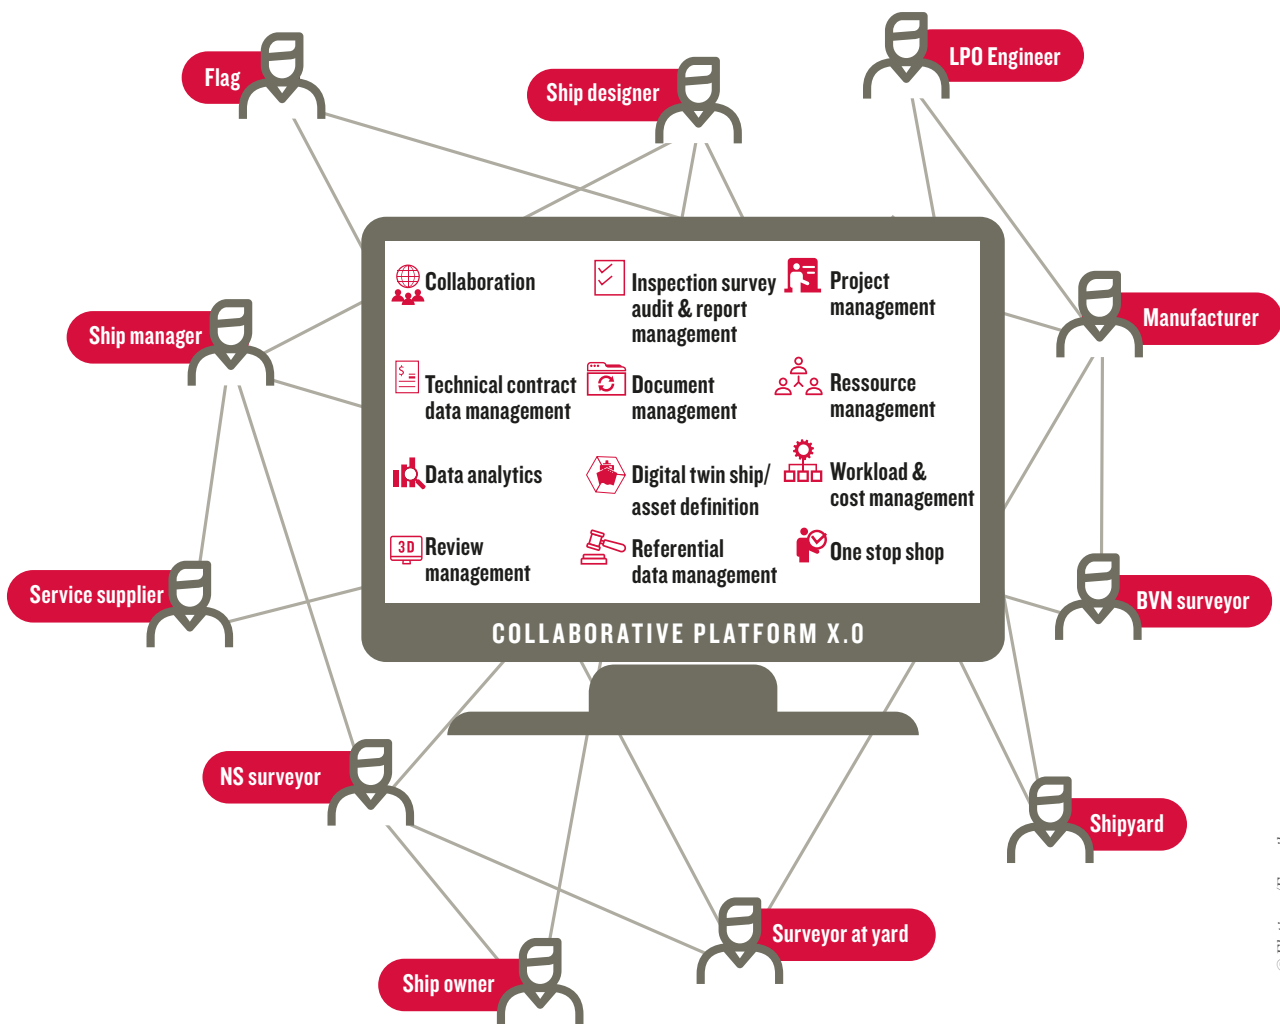 Flag
Ship designer
LPO Engineer
Ship manager
Manufacturer
Collaboration
Inspection survey
audit & report
management
Project
management
$
Technical contract
data management
Document
management
Ressource
management
Data analytics
Digital twin ship/
asset definition
Workload &
cost management
3D
Review
management
Referential
data management
One stop shop
COLLABORATIVE PLATFORM X.0
Service supplier
BVN surveyor
NS surveyor
Shipyard
Surveyor at yard
Ship owner